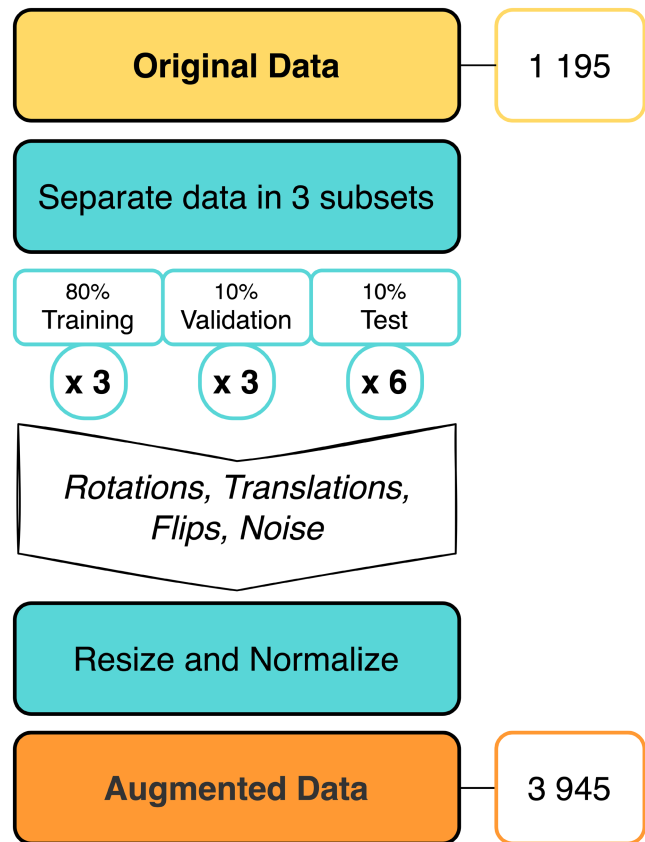 Original Data
1 195
Separate data in 3 subsets
80%
Training
10%
Validation
10%
Test
x 3
x 3
x 6
Rotations, Translations,
Flips, Noise
Resize and Normalize
Augmented Data
3 945